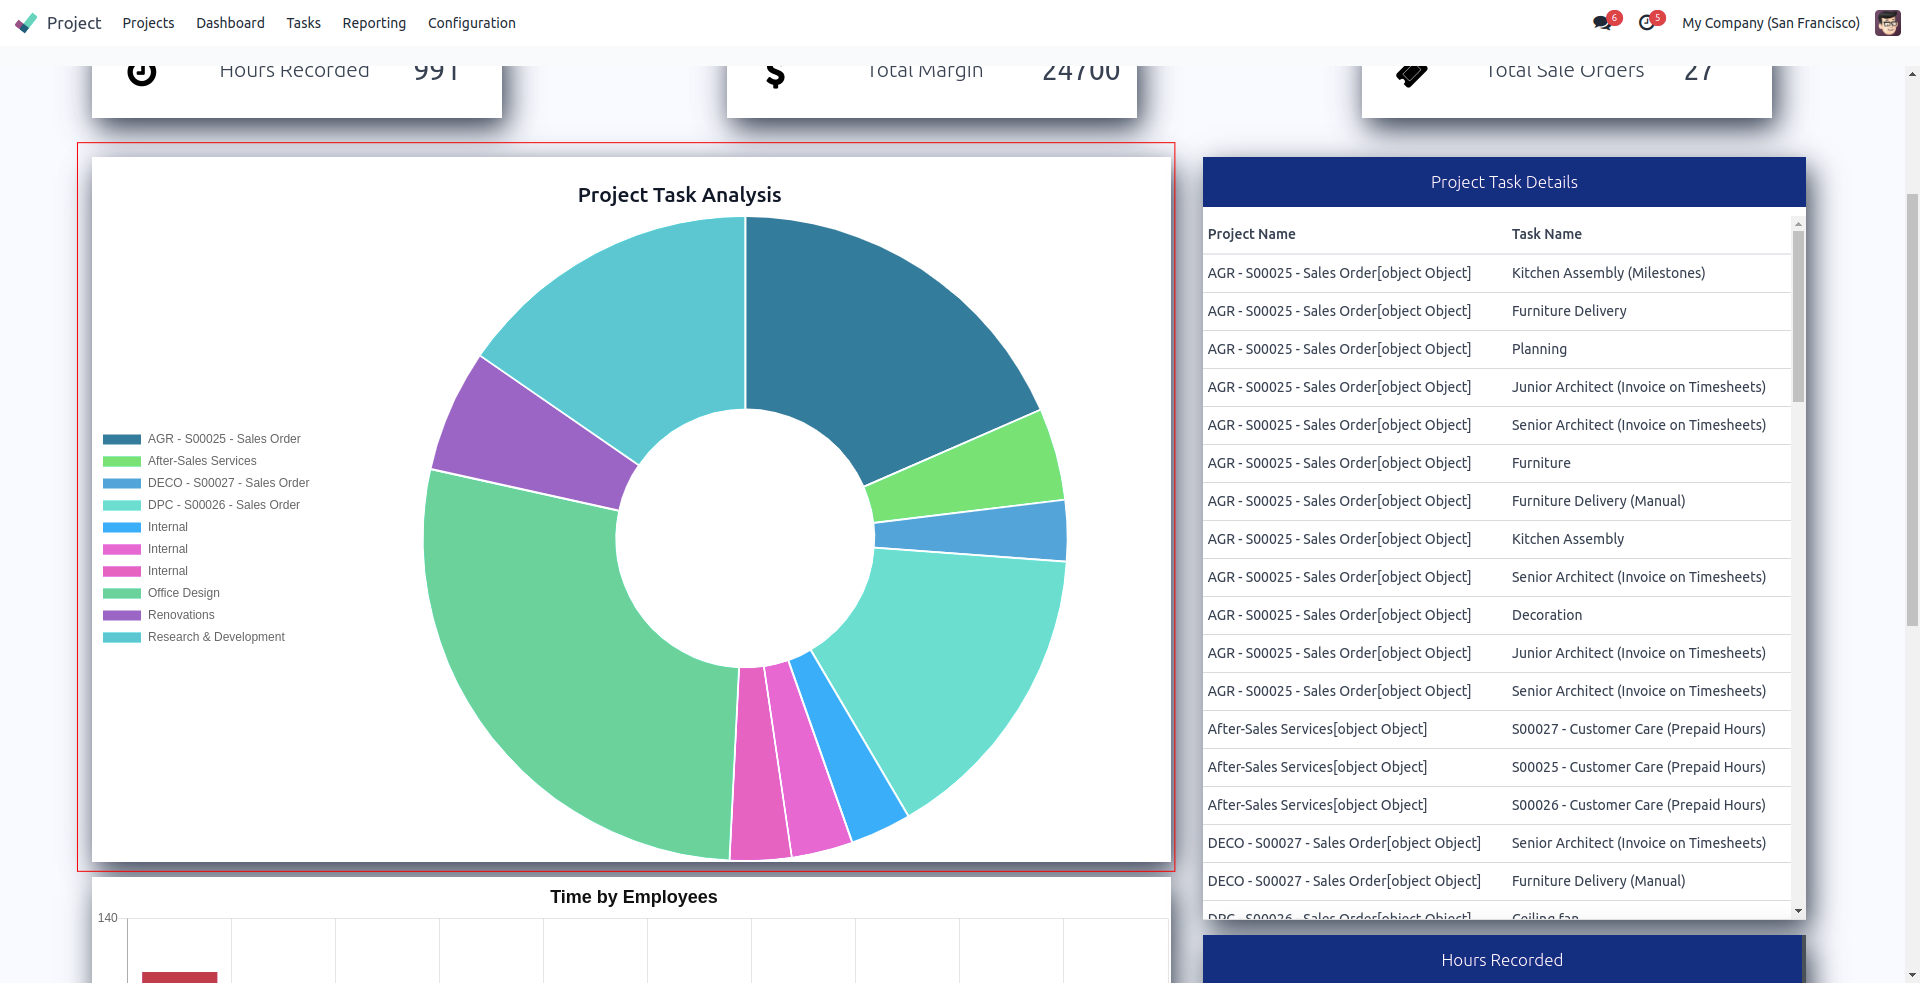 Project Projects Dashboard Tasks Reporting Configuration 6 5 My Company (San Francisco)
Hours Recorded 991
Total Margin 24700
Total Sale Orders 27
Project Task Analysis
AGR - S00025 - Sales Order
After-Sales Services
DECO - S00027 - Sales Order
DPC - S00026 - Sales Order
Internal
Internal
Internal
Office Design
Renovations
Research & Development
Project Task Details
Project Name Task Name
AGR - S00025 - Sales Order[object Object] Kitchen Assembly (Milestones)
AGR - S00025 - Sales Order[object Object] Furniture Delivery
AGR - S00025 - Sales Order[object Object] Planning
AGR - S00025 - Sales Order[object Object] Junior Architect (Invoice on Timesheets)
AGR - S00025 - Sales Order[object Object] Senior Architect (Invoice on Timesheets)
AGR - S00025 - Sales Order[object Object] Furniture
AGR - S00025 - Sales Order[object Object] Furniture Delivery (Manual)
AGR - S00025 - Sales Order[object Object] Kitchen Assembly
AGR - S00025 - Sales Order[object Object] Senior Architect (Invoice on Timesheets)
AGR - S00025 - Sales Order[object Object] Decoration
AGR - S00025 - Sales Order[object Object] Junior Architect (Invoice on Timesheets)
AGR - S00025 - Sales Order[object Object] Senior Architect (Invoice on Timesheets)
After-Sales Services[object Object] S00027 - Customer Care (Prepaid Hours)
After-Sales Services[object Object] S00025 - Customer Care (Prepaid Hours)
After-Sales Services[object Object] S00026 - Customer Care (Prepaid Hours)
DECO - S00027 - Sales Order[object Object] Senior Architect (Invoice on Timesheets)
DECO - S00027 - Sales Order[object Object] Furniture Delivery (Manual)
DPC - S00026 - Sales Order[object Object] Ceiling fan
Time by Employees
140
Hours Recorded